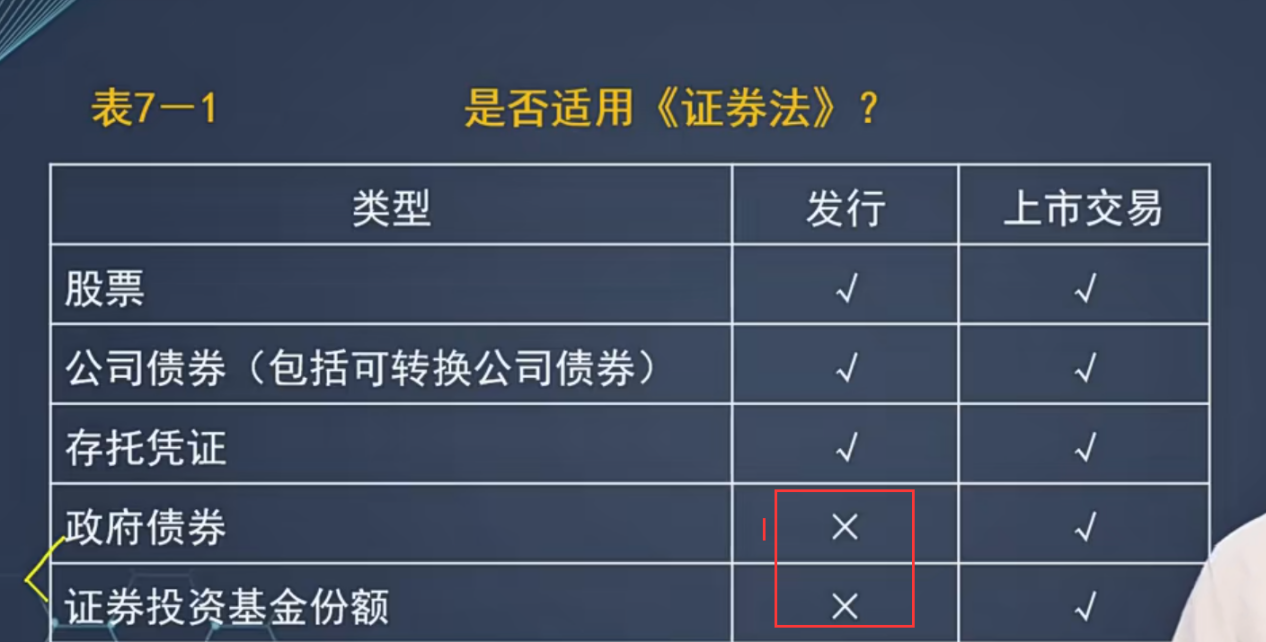 表7—1 是否适用《证券法》？
类型 发行 上市交易
股票 √ √
公司债券（包括可转换公司债券） √ √
存托凭证 √ √
政府债券 × √
证券投资基金份额 × √